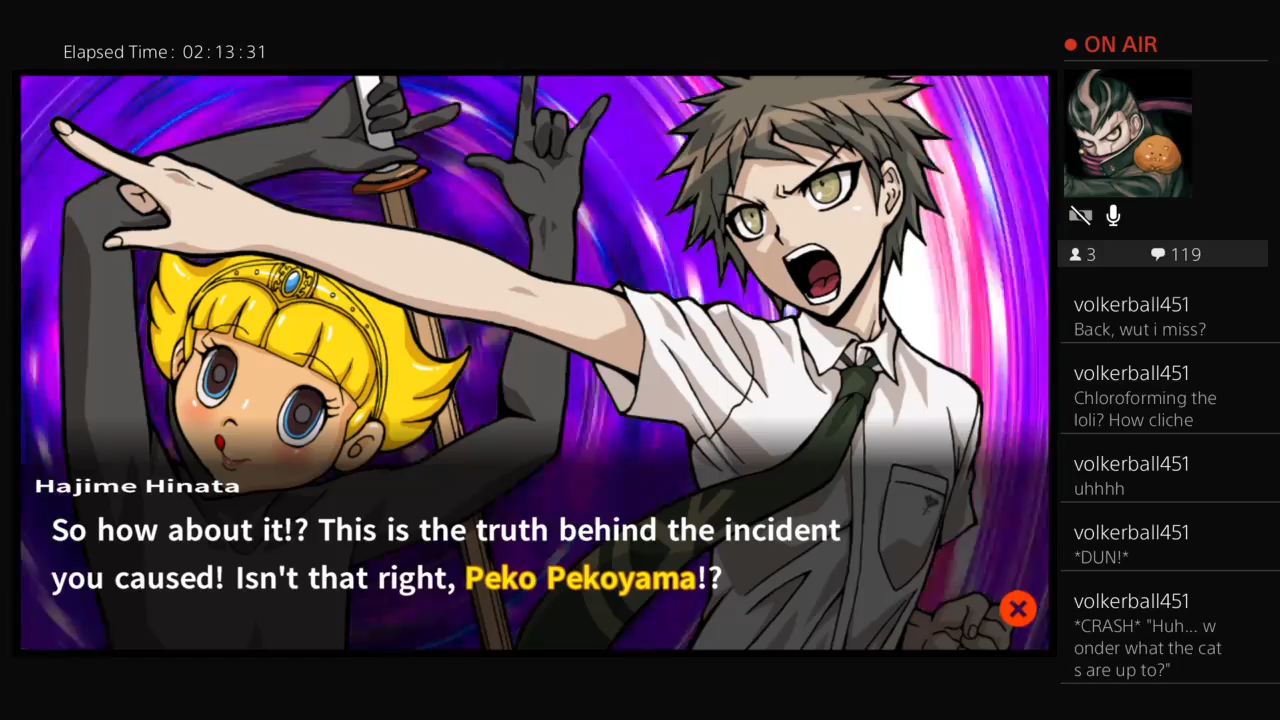 Elapsed Time: 02:13:31
ON AIR
3
119
volkerball451
Back, wut i miss?
volkerball451
Chloroforming the
loli? How cliche
volkerball451
uhhhh
volkerball451
*DUN!*
volkerball451
*CRASH* "Huh... w
onder what the cat
s are up to?"
Hajime Hinata
So how about it!? This is the truth behind the incident
you caused! Isn't that right, Peko Pekoyama!?